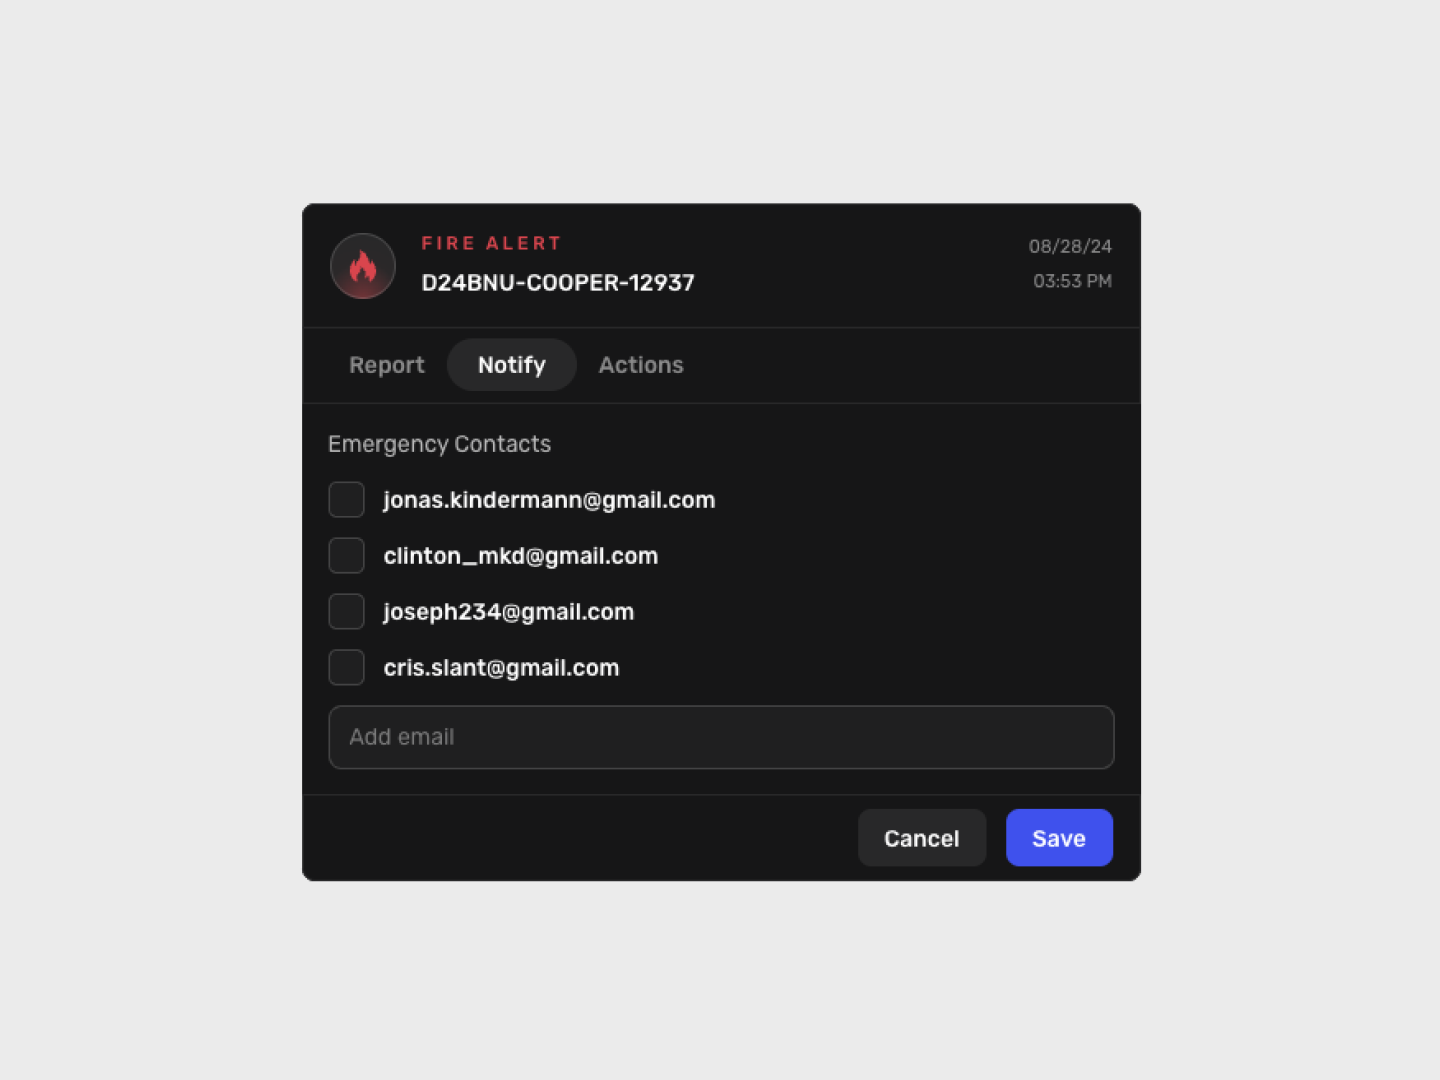 FIRE ALERT
D24BNU-COOPER-12937
08/28/24
03:53 PM
Report
Notify
Actions
Emergency Contacts
jonas.kindermann@gmail.com
clinton_mkd@gmail.com
joseph234@gmail.com
cris.slant@gmail.com
Add email
Cancel
Save